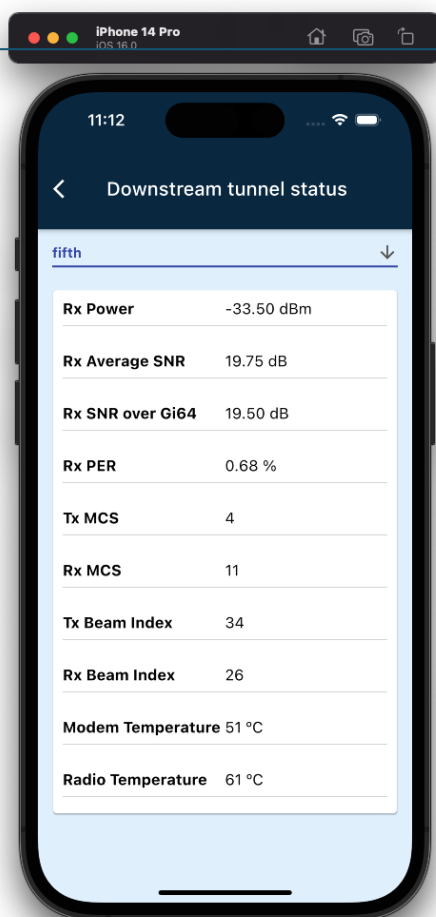 iPhone 14 Pro
iOS 16.0
11:12
Downstream tunnel status
fifth
Rx Power -33.50 dBm
Rx Average SNR 19.75 dB
Rx SNR over Gi64 19.50 dB
Rx PER 0.68 %
Tx MCS 4
Rx MCS 11
Tx Beam Index 34
Rx Beam Index 26
Modem Temperature 51 °C
Radio Temperature 61 °C